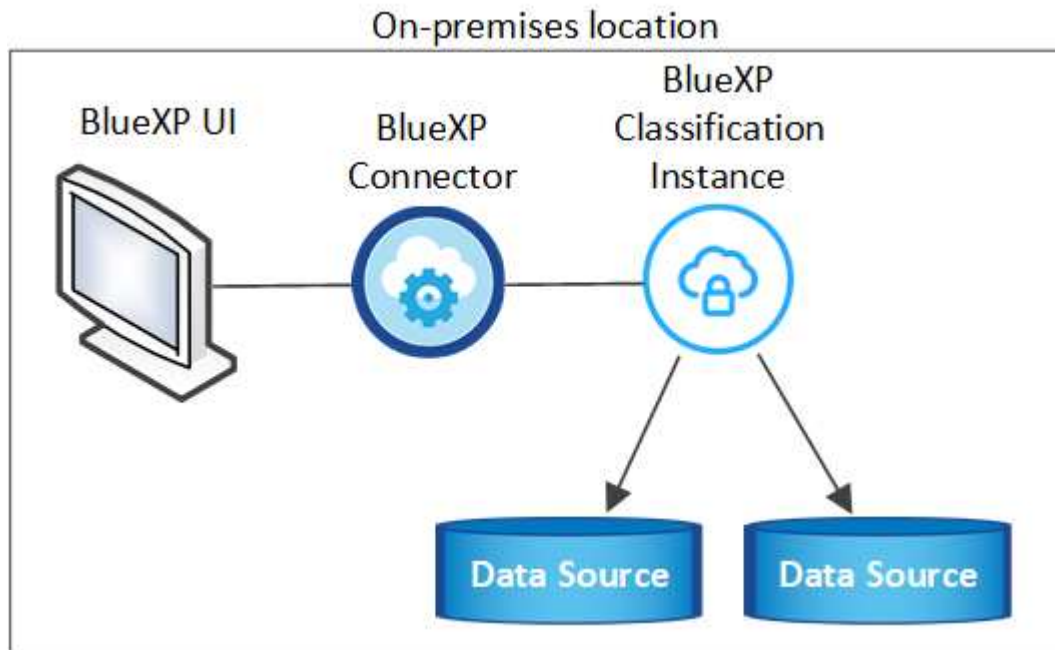 On-premises location
BlueXP UI
BlueXP
Connector
BlueXP
Classification
Instance
Data Source
Data Source